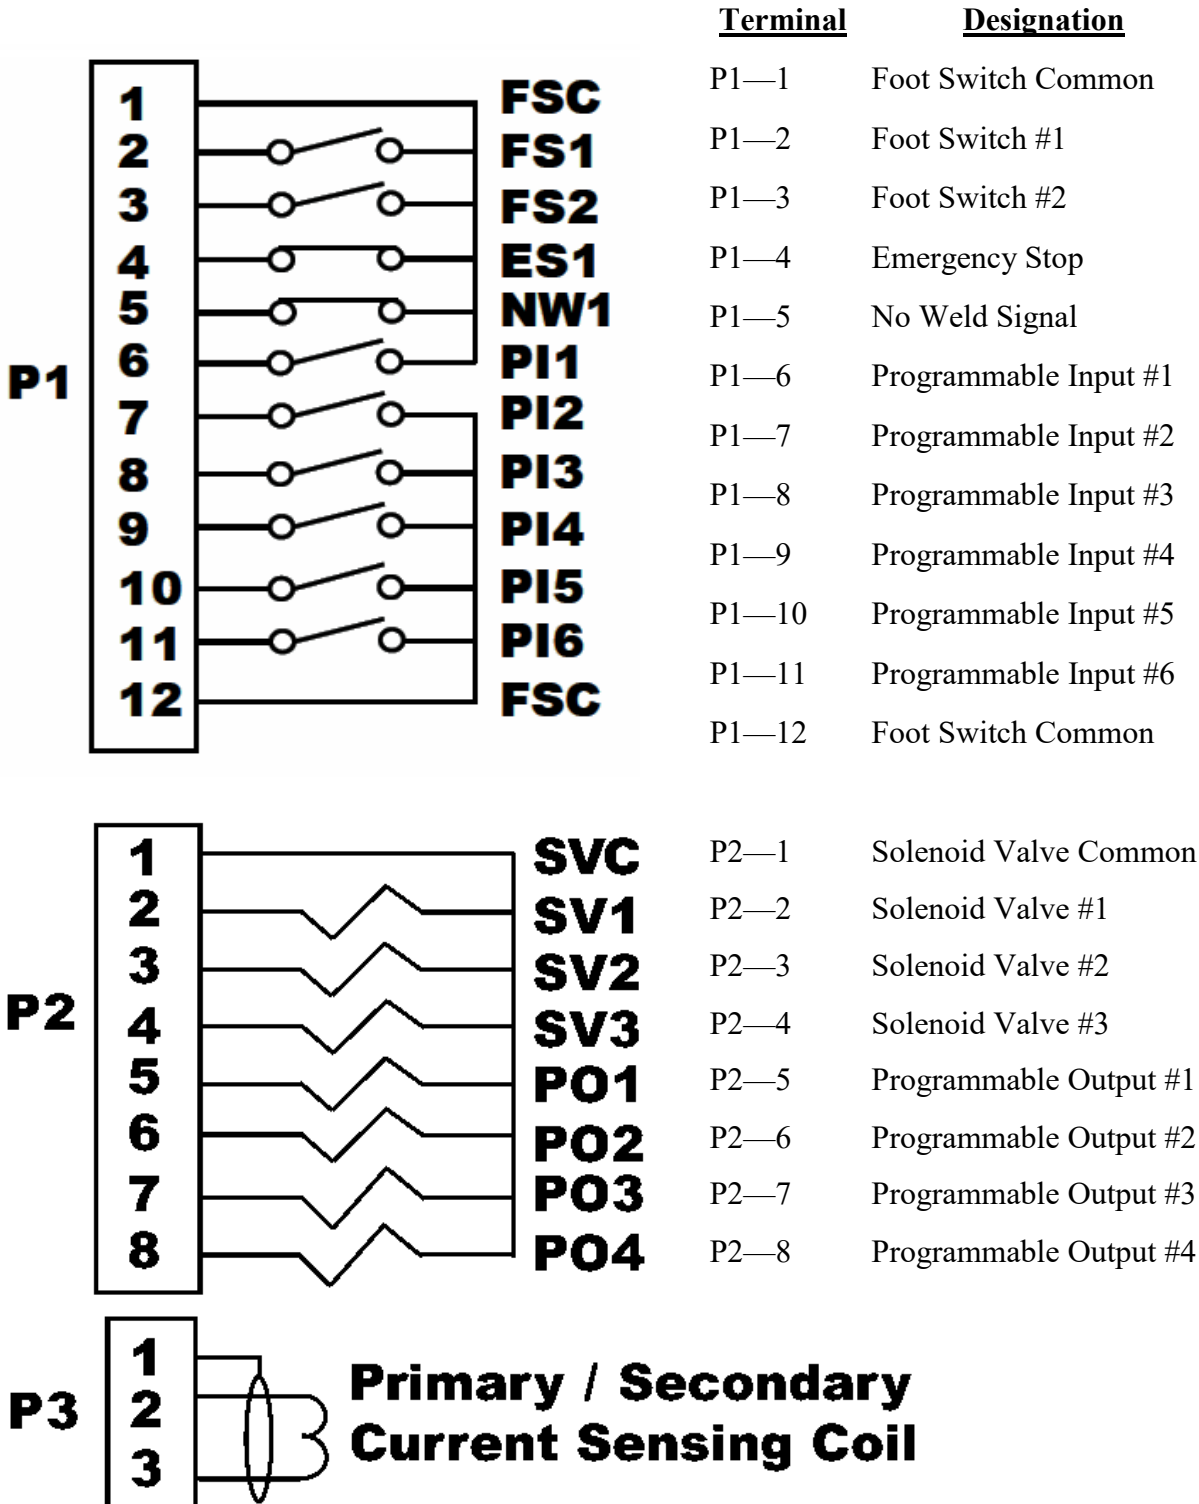 Terminal Designation
1 FSC P1—1 Foot Switch Common
2 FS1 P1—2 Foot Switch #1
3 FS2 P1—3 Foot Switch #2
4 ES1 P1—4 Emergency Stop
5 NW1 P1—5 No Weld Signal
P1 6 PI1 P1—6 Programmable Input #1
7 PI2 P1—7 Programmable Input #2
8 PI3 P1—8 Programmable Input #3
9 PI4 P1—9 Programmable Input #4
10 PI5 P1—10 Programmable Input #5
11 PI6 P1—11 Programmable Input #6
12 FSC P1—12 Foot Switch Common
1 SVC P2—1 Solenoid Valve Common
2 SV1 P2—2 Solenoid Valve #1
3 SV2 P2—3 Solenoid Valve #2
P2 4 SV3 P2—4 Solenoid Valve #3
5 PO1 P2—5 Programmable Output #1
6 PO2 P2—6 Programmable Output #2
7 PO3 P2—7 Programmable Output #3
8 PO4 P2—8 Programmable Output #4
1 Primary / Secondary
P3 2
3 Current Sensing Coil